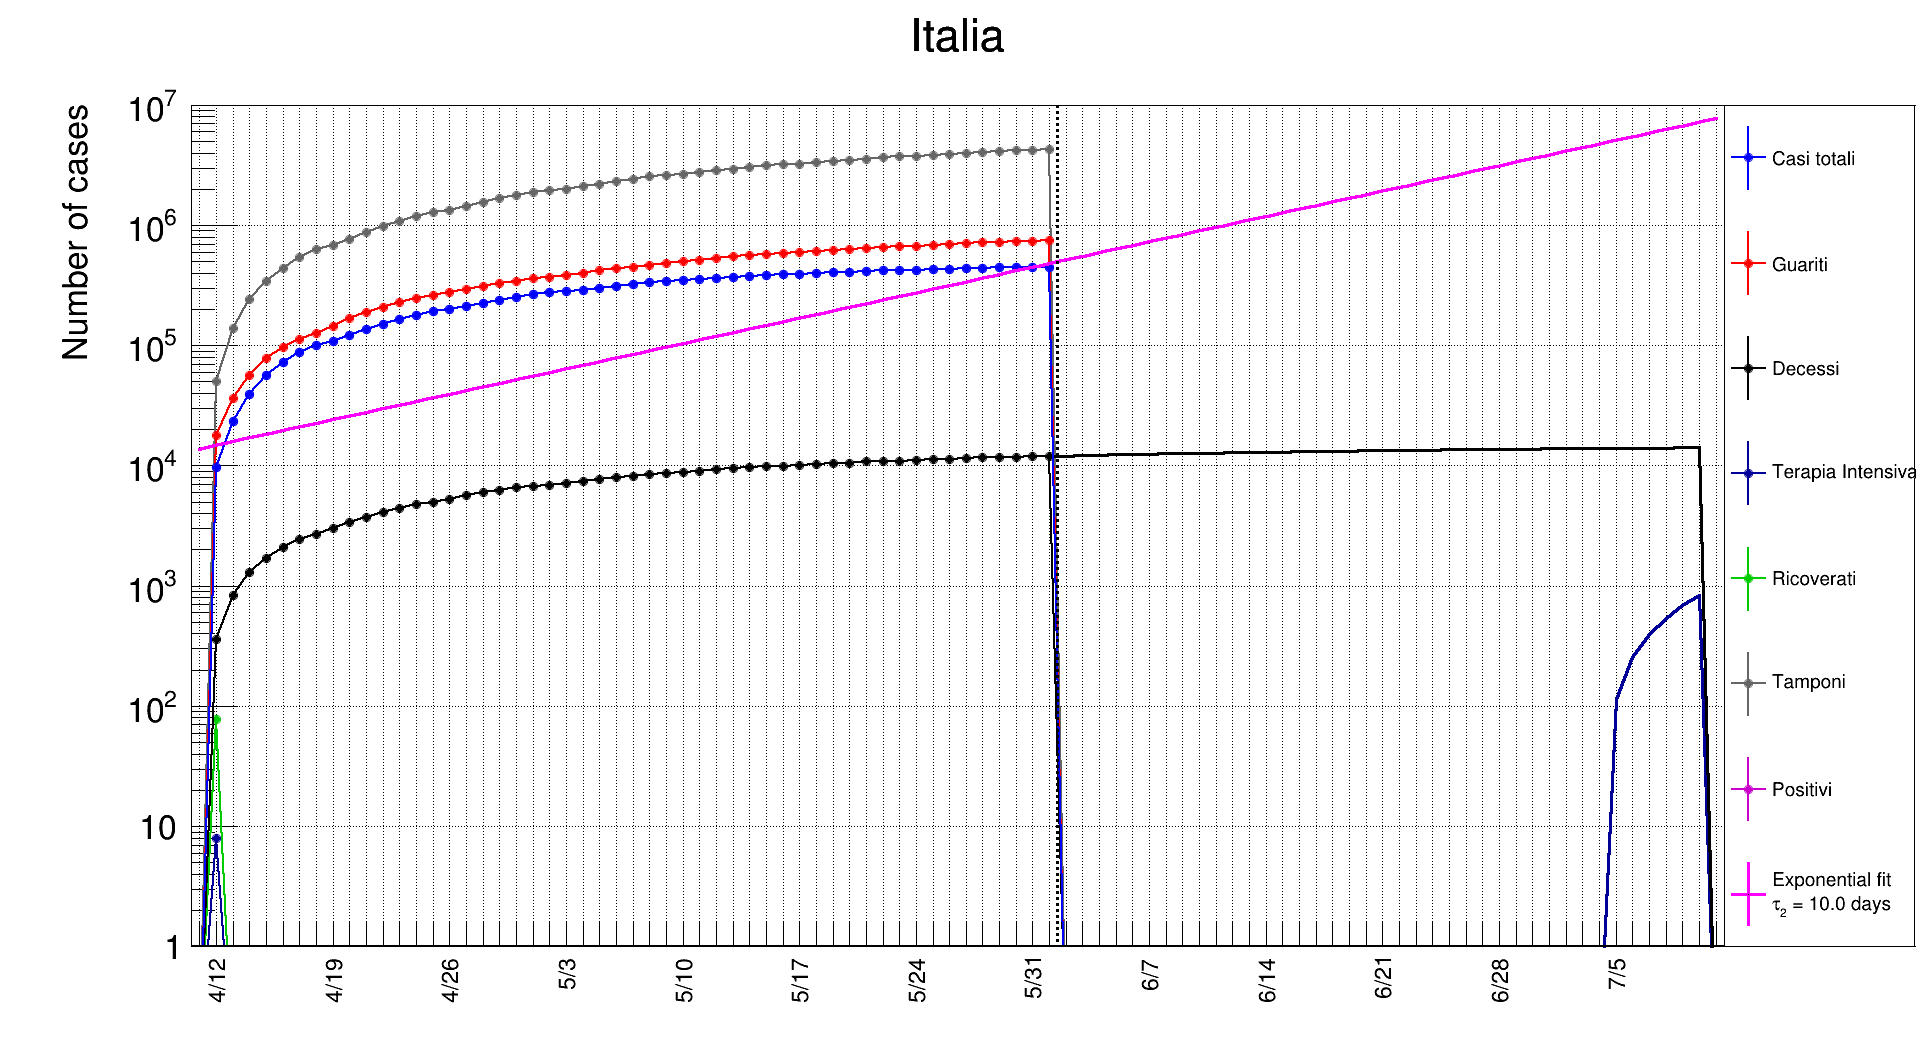 Italia
Number of cases
10^7
10^6
10^5
10^4
10^3
10^2
10
1
4/12
4/19
4/26
5/3
5/10
5/17
5/24
5/31
6/7
6/14
6/21
6/28
7/5
Casi totali
Guariti
Decessi
Terapia Intensiva
Ricoverati
Tamponi
Positivi
Exponential fit
τ₂ = 10.0 days